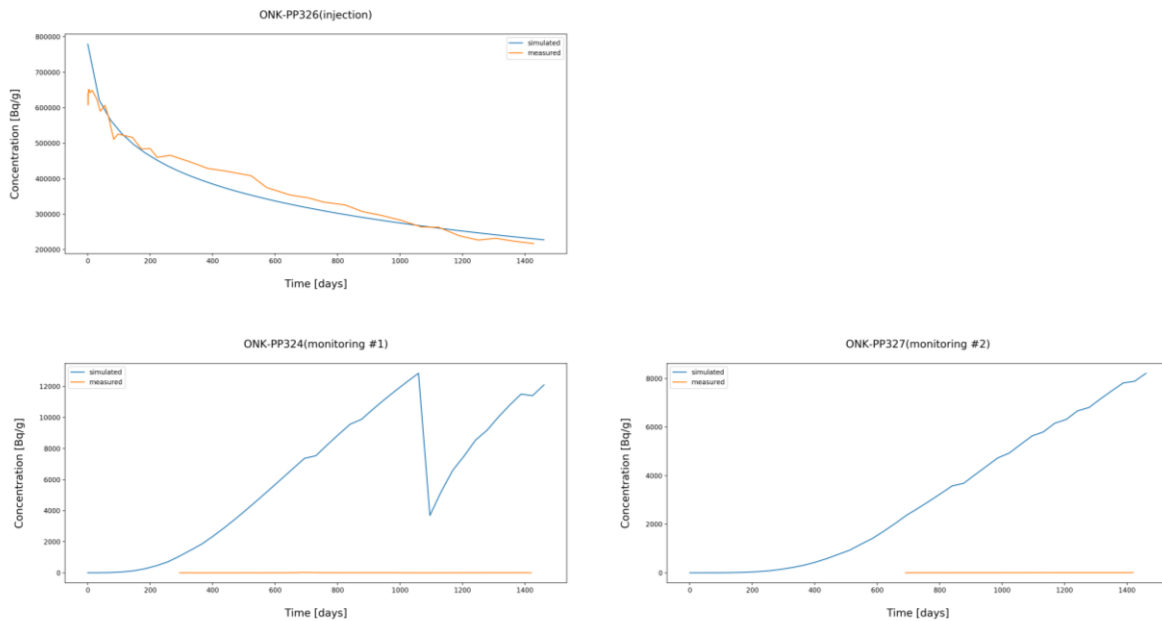 ONK-PP326(injection)
800000
700000
600000
500000
400000
300000
200000
Concentration [Bq/g]
simulated
measured
0 200 400 600 800 1000 1200 1400
Time [days]
ONK-PP324(monitoring #1)
12000
10000
8000
6000
4000
2000
0
Concentration [Bq/g]
simulated
measured
0 200 400 600 800 1000 1200 1400
Time [days]
ONK-PP327(monitoring #2)
8000
6000
4000
2000
0
Concentration [Bq/g]
simulated
measured
0 200 400 600 800 1000 1200 1400
Time [days]